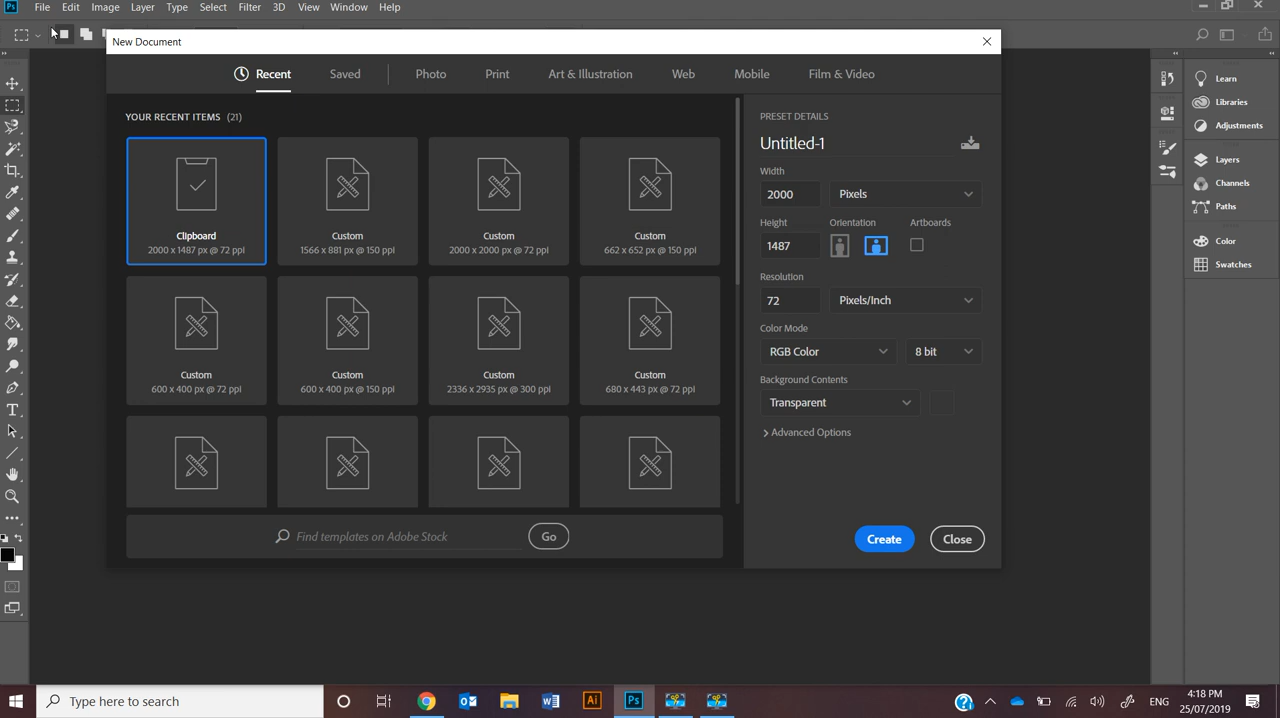 Ps File Edit Image Layer Type Select Filter 3D View Window Help
New Document
Recent Saved Photo Print Art & Illustration Web Mobile Film & Video
YOUR RECENT ITEMS (21)
Clipboard
2000 x 1487 px @ 72 ppi
Custom
1566 x 881 px @ 150 ppi
Custom
2000 x 2000 px @ 72 ppi
Custom
662 x 652 px @ 150 ppi
Custom
600 x 400 px @ 72 ppi
Custom
600 x 400 px @ 150 ppi
Custom
2336 x 2935 px @ 300 ppi
Custom
680 x 443 px @ 72 ppi
Find templates on Adobe Stock Go
PRESET DETAILS
Untitled-1
Width
2000 Pixels
Height Orientation Artboards
1487
Resolution
72 Pixels/Inch
Color Mode
RGB Color 8 bit
Background Contents
Transparent
Advanced Options
Create Close
Learn
Libraries
Adjustments
Layers
Channels
Paths
Color
Swatches
Type here to search
Ai Ps
ENG
4:18 PM
25/07/2019